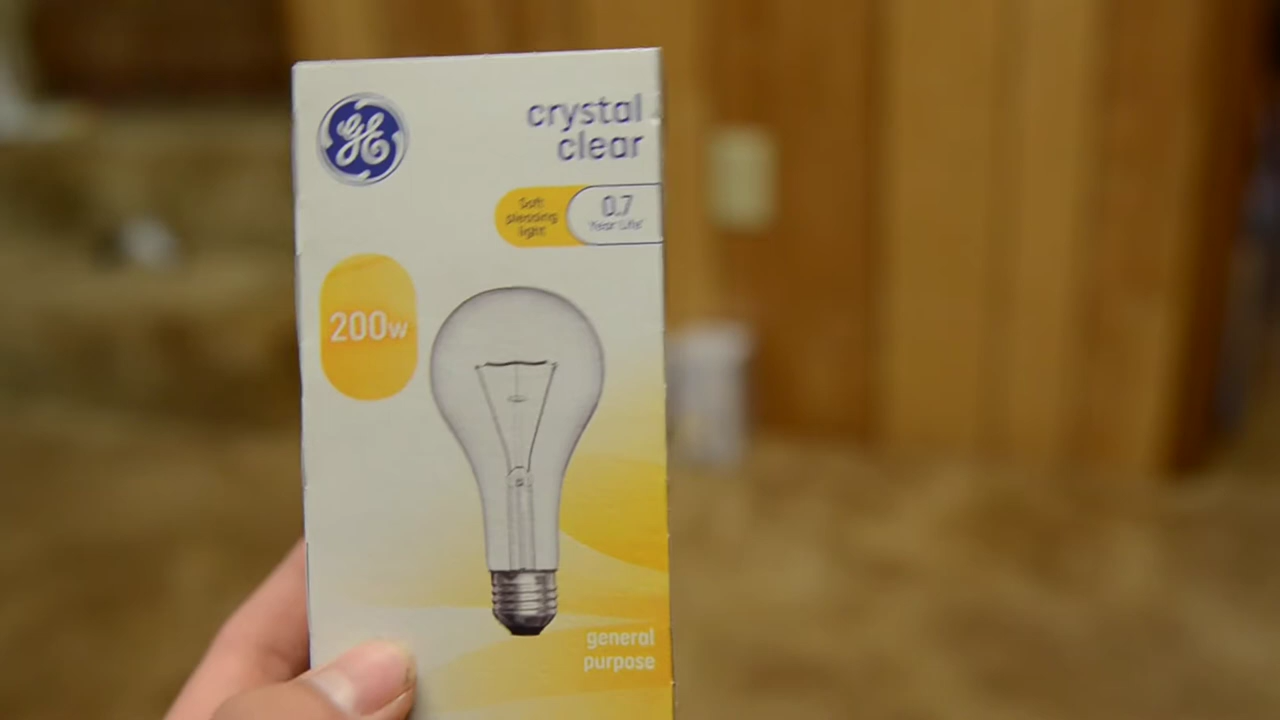 GE
crystal
clear
Soft
pleasing
light
0.7
Year Life
200w
general
purpose